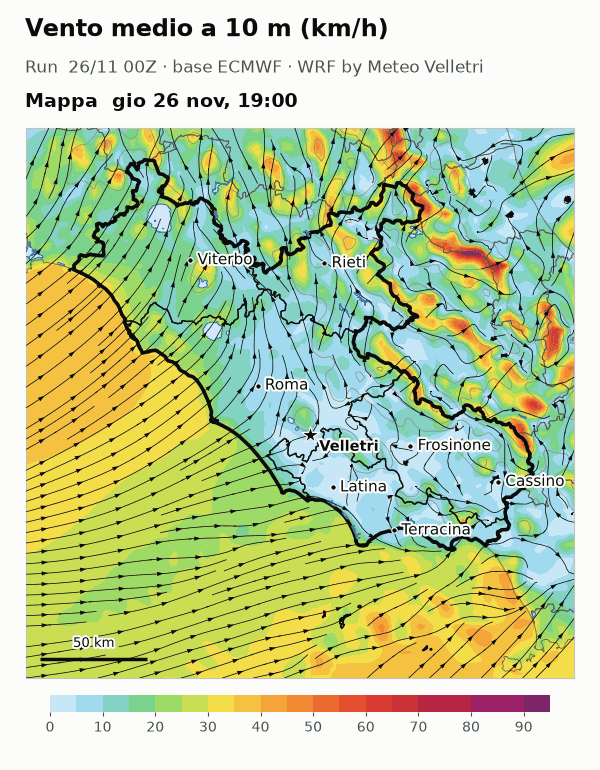 Vento medio a 10 m (km/h)
Run  26/11 00Z · base ECMWF · WRF by Meteo Velletri
Mappa  gio 26 nov, 19:00
Viterbo
Rieti
Roma
Velletri
Frosinone
Cassino
Latina
Terracina
50 km
0 10 20 30 40 50 60 70 80 90